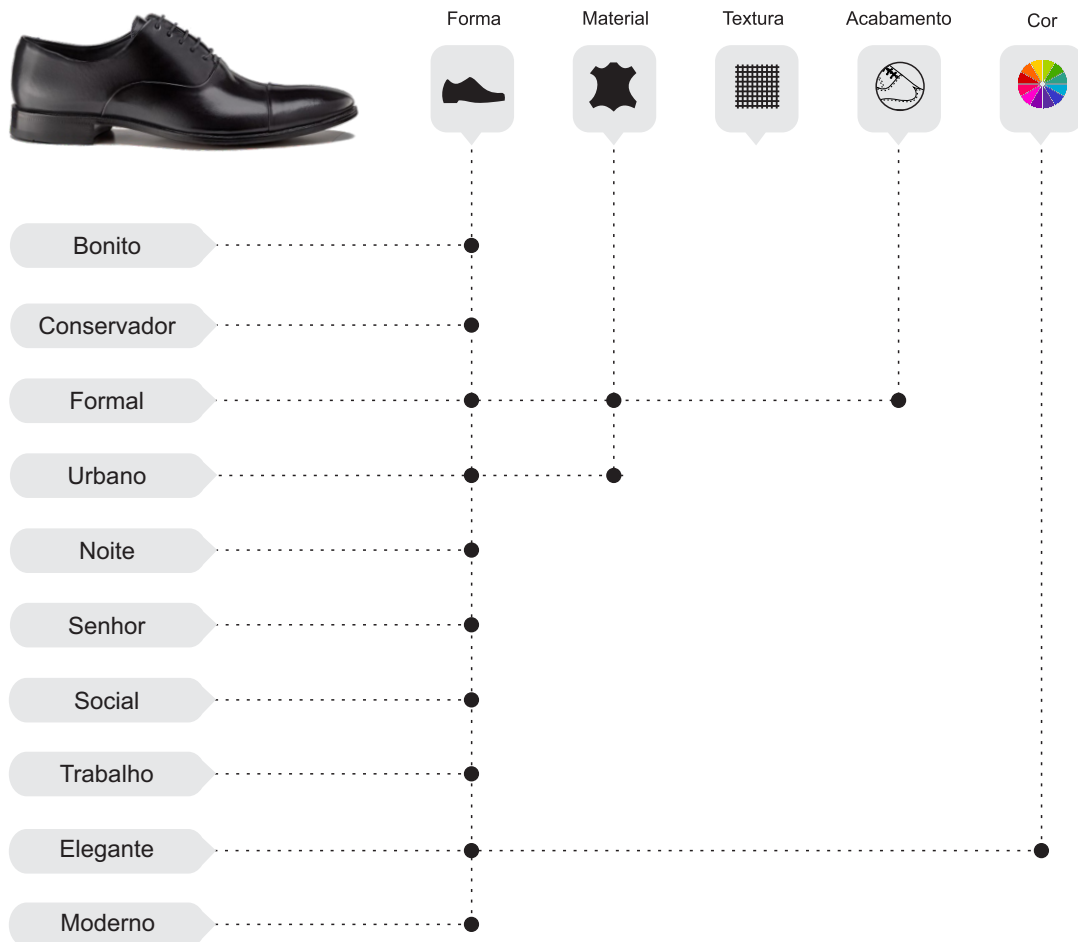 Forma
Material
Textura
Acabamento
Cor
Bonito
Conservador
Formal
Urbano
Noite
Senhor
Social
Trabalho
Elegante
Moderno